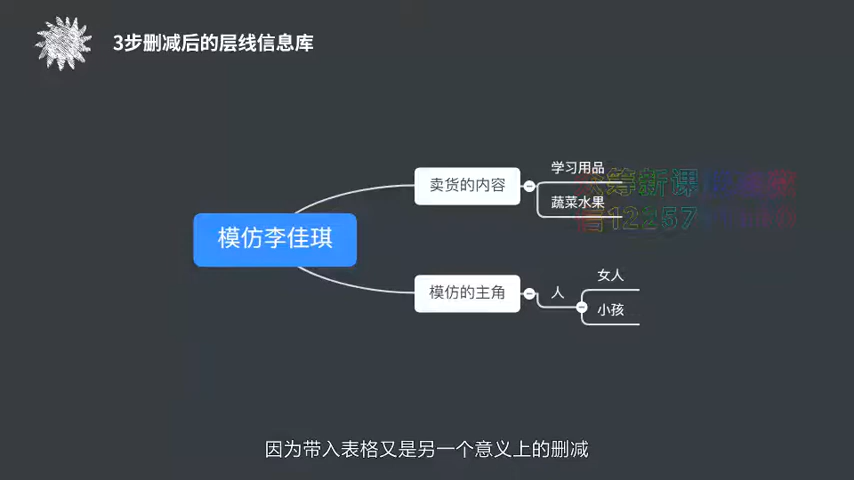 3步删减后的层线信息库
学习用品
卖货的内容
蔬菜水果
模仿李佳琪
女人
模仿的主角
人
小孩
因为带入表格又是另一个意义上的删减